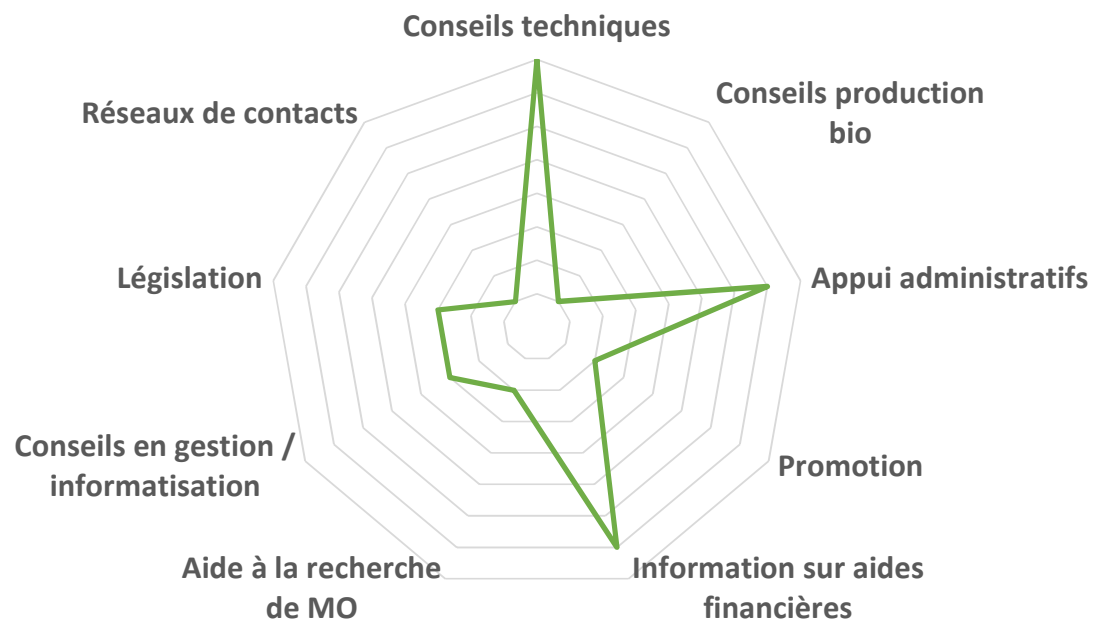 Conseils techniques
Conseils production
bio
Appui administratifs
Promotion
Information sur aides
financières
Aide à la recherche
de MO
Conseils en gestion /
informatisation
Législation
Réseaux de contacts